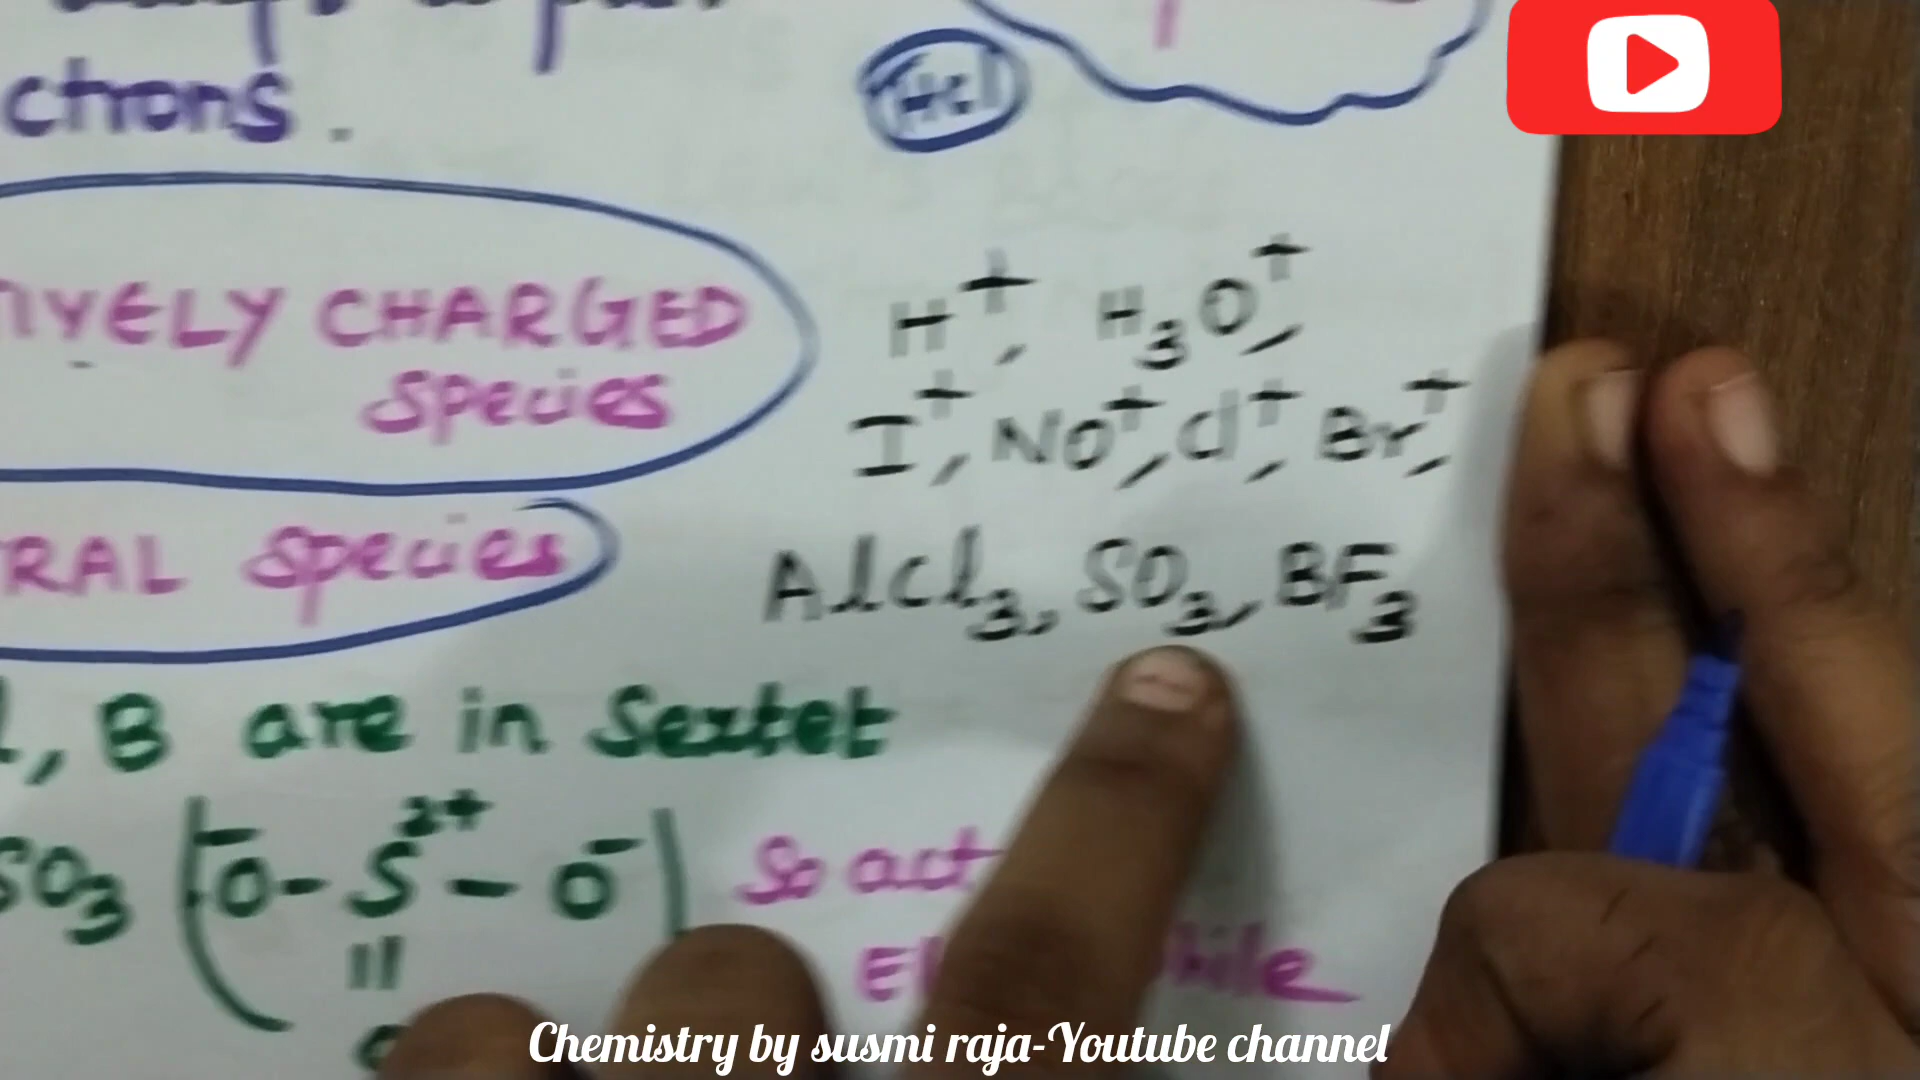 ctrons.
HCl
TIVELY CHARGED
Species
H⁺, H₃O⁺,
I⁺, NO⁺, Cl⁺, Br⁺,
RAL Species
AlCl₃, SO₃, BF₃
, B are in Sextet
SO₃ (⁻O-S²⁺-O⁻)
So act
||
O
Chemistry by susmi raja-Youtube channel